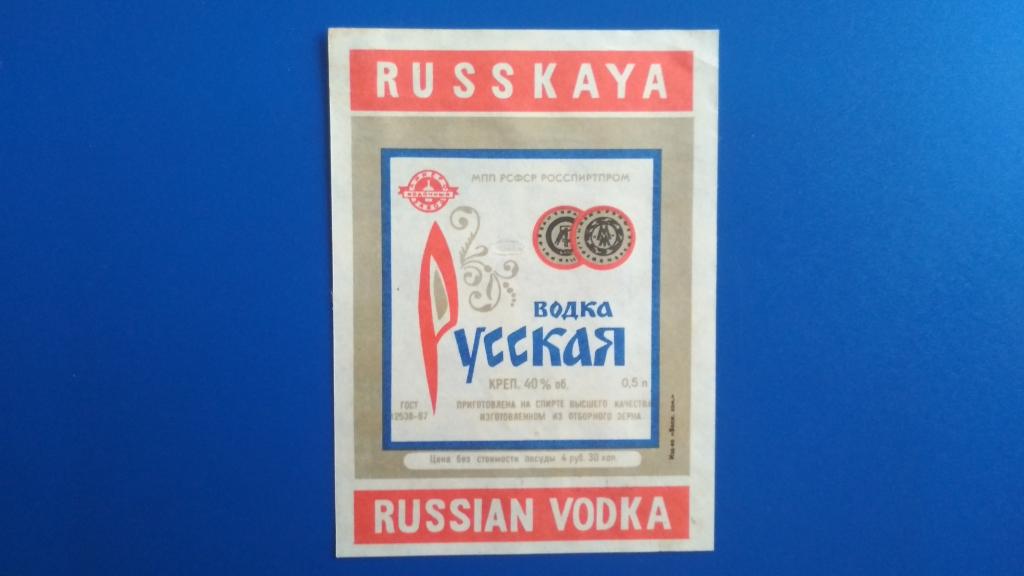 RUSSKAYA
МПП РСФСР РОССПИРТПРОМ
ВОДКА
РУССКАЯ
КРЕП. 40% об. 0,5 л
ГОСТ
12538-67
ПРИГОТОВЛЕНА НА СПИРТЕ ВЫСШЕГО КАЧЕСТВА
ИЗГОТОВЛЕННОМ ИЗ ОТБОРНОГО ЗЕРНА
Цена без стоимости посуды 4 руб. 30 коп.
RUSSIAN VODKA